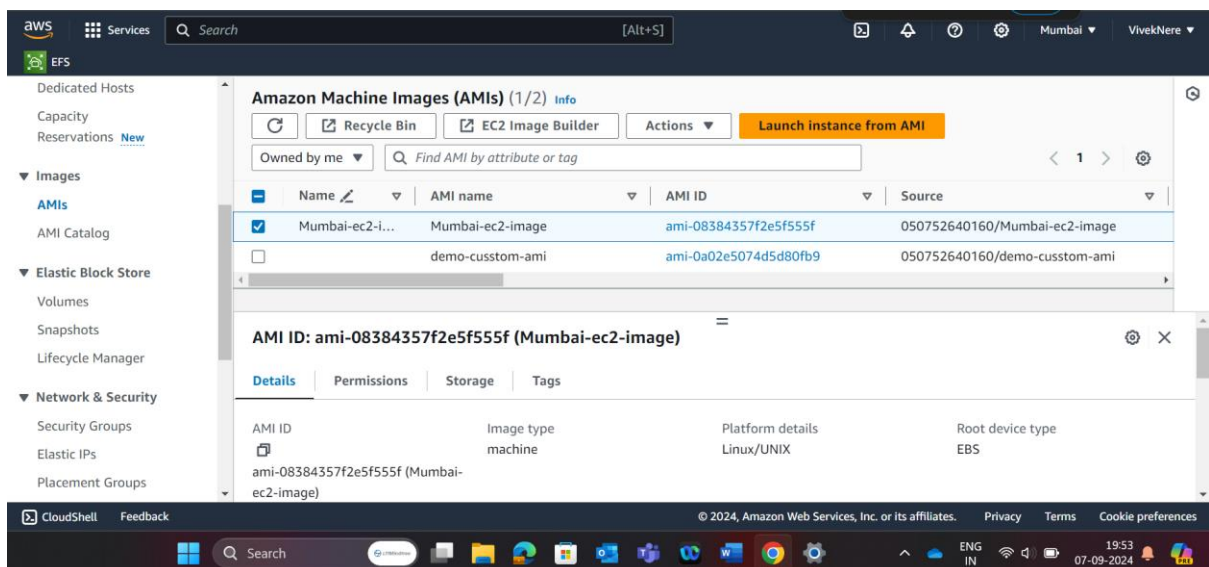 aws
Services
Search
[Alt+S]
Mumbai ▼
VivekNere ▼
EFS
Dedicated Hosts
Capacity
Reservations New
▼ Images
AMIs
AMI Catalog
▼ Elastic Block Store
Volumes
Snapshots
Lifecycle Manager
▼ Network & Security
Security Groups
Elastic IPs
Placement Groups
Amazon Machine Images (AMIs) (1/2) Info
Recycle Bin
EC2 Image Builder
Actions ▼
Launch instance from AMI
Owned by me ▼
Find AMI by attribute or tag
< 1 >
Name AMI name AMI ID Source
Mumbai-ec2-i... Mumbai-ec2-image ami-08384357f2e5f555f 050752640160/Mumbai-ec2-image
demo-cusstom-ami ami-0a02e5074d5d80fb9 050752640160/demo-cusstom-ami
AMI ID: ami-08384357f2e5f555f (Mumbai-ec2-image)
Details Permissions Storage Tags
AMI ID
ami-08384357f2e5f555f (Mumbai-
ec2-image)
Image type
machine
Platform details
Linux/UNIX
Root device type
EBS
CloudShell Feedback
© 2024, Amazon Web Services, Inc. or its affiliates. Privacy Terms Cookie preferences
Search
ENG
IN
19:53
07-09-2024
PRE